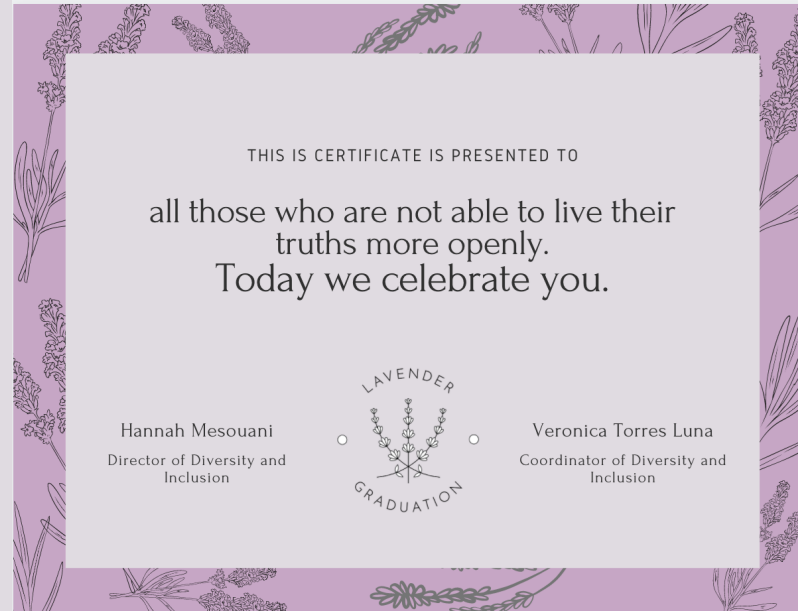 THIS IS CERTIFICATE IS PRESENTED TO
all those who are not able to live their
truths more openly.
Today we celebrate you.
LAVENDER
GRADUATION
Hannah Mesouani
Director of Diversity and
Inclusion
Veronica Torres Luna
Coordinator of Diversity and
Inclusion